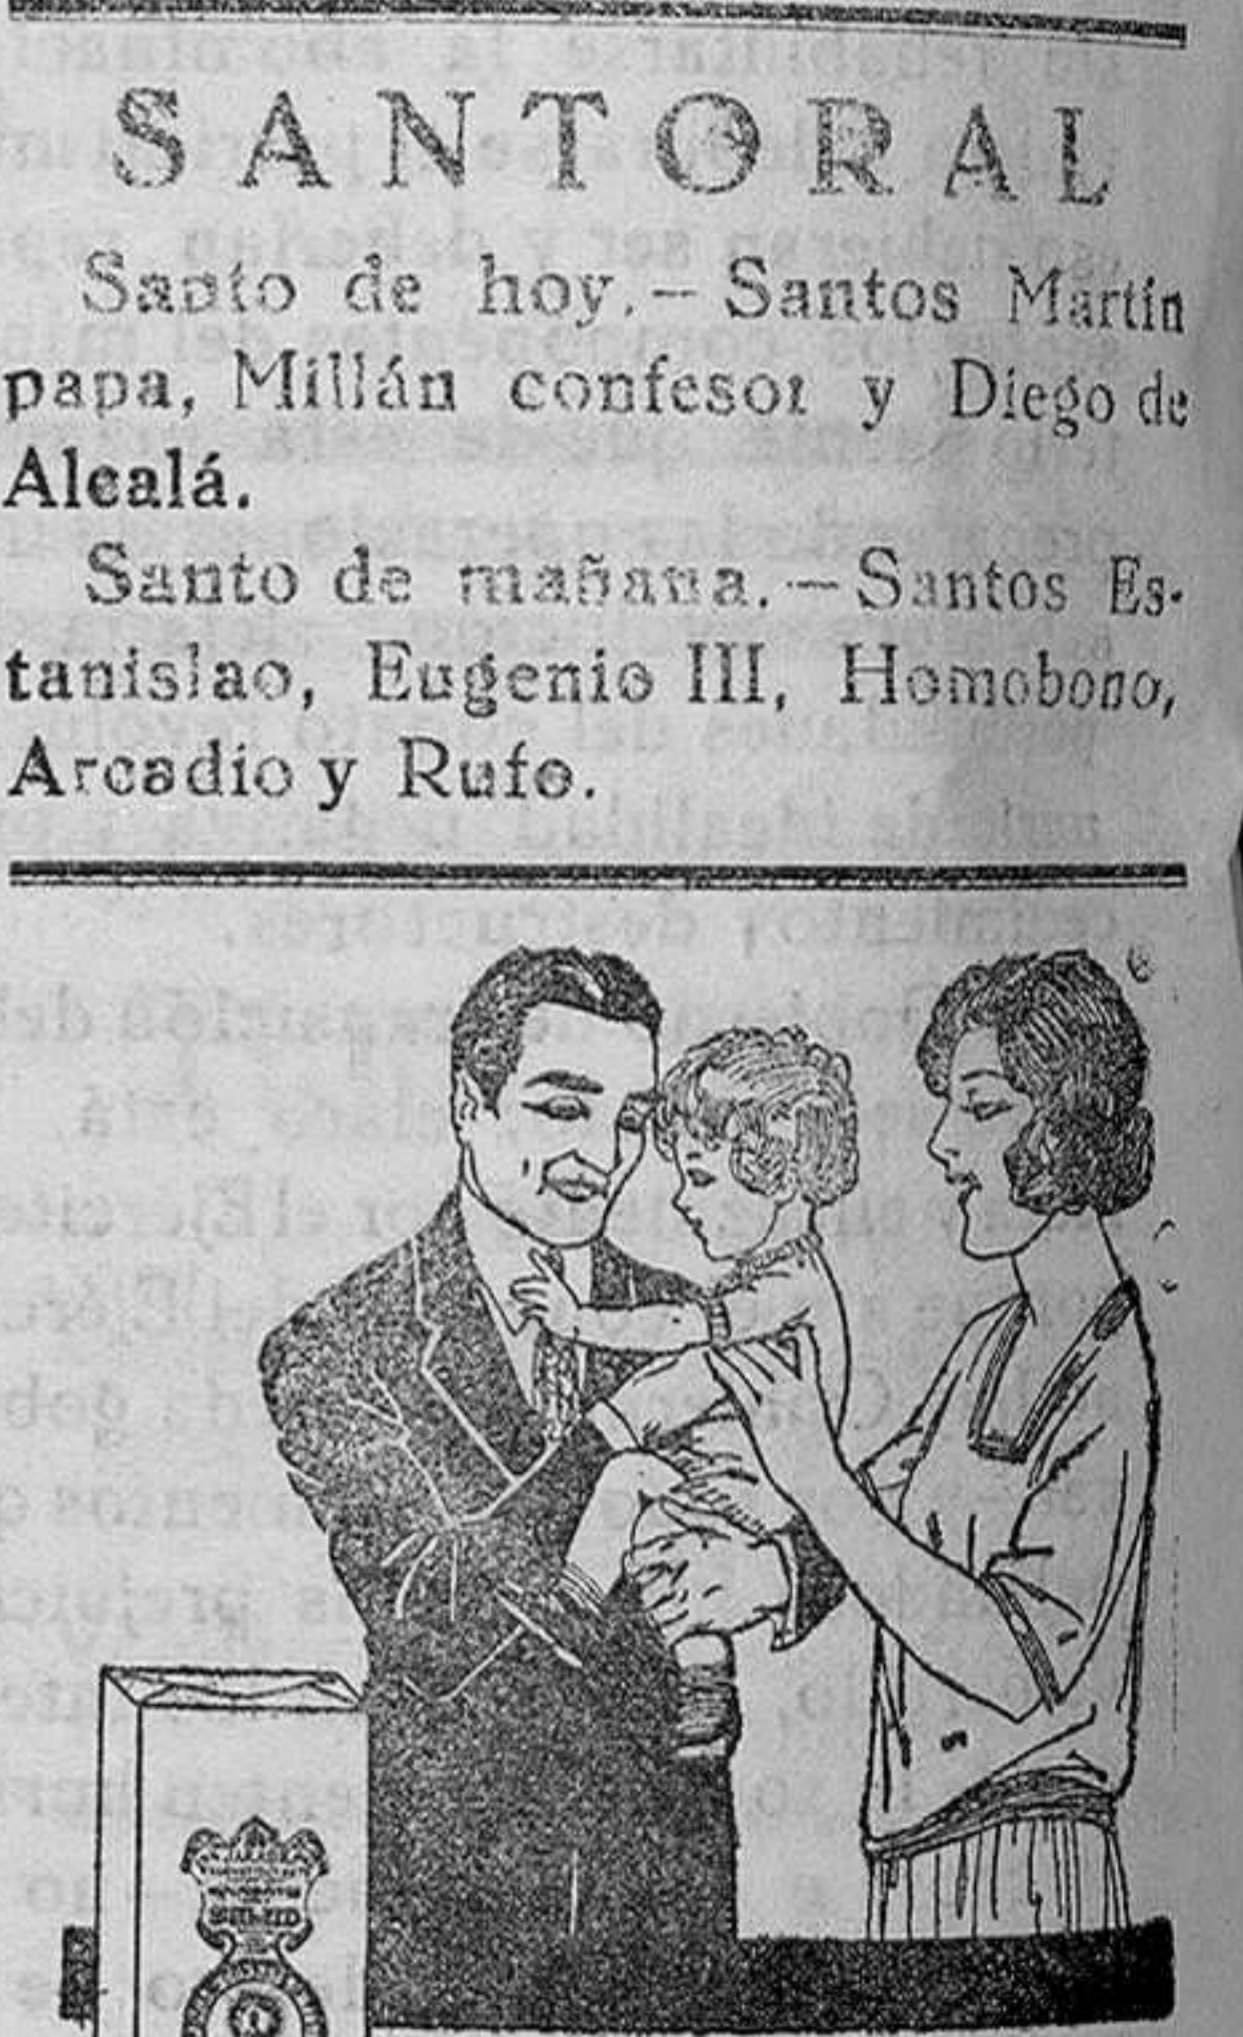 SANTORAL
Santo de hoy.— Santos Martín
papa, Millán confesor y Diego de
Alcalá.
Santo de mañana.—Santos Es-
tanislao, Eugenio III, Homobono,
Arcadio y Rufo.